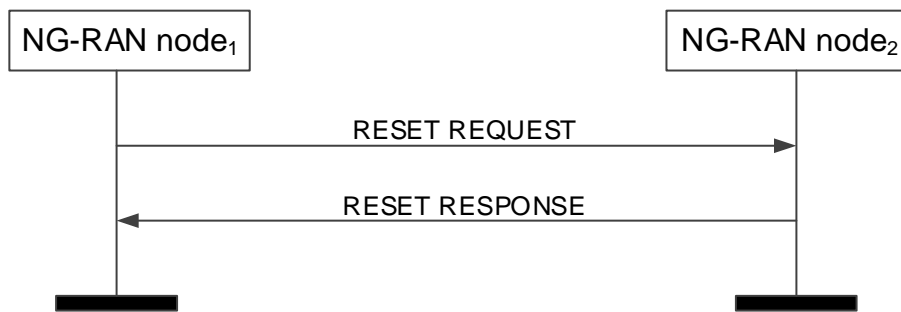 NG-RAN node₁
NG-RAN node₂
RESET REQUEST
RESET RESPONSE